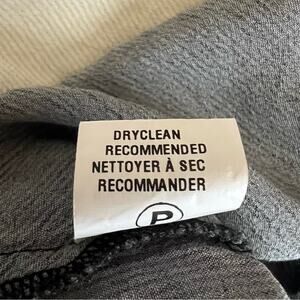 DRYCLEAN
RECOMMENDED
NETTOYER À SEC
RECOMMANDER
P